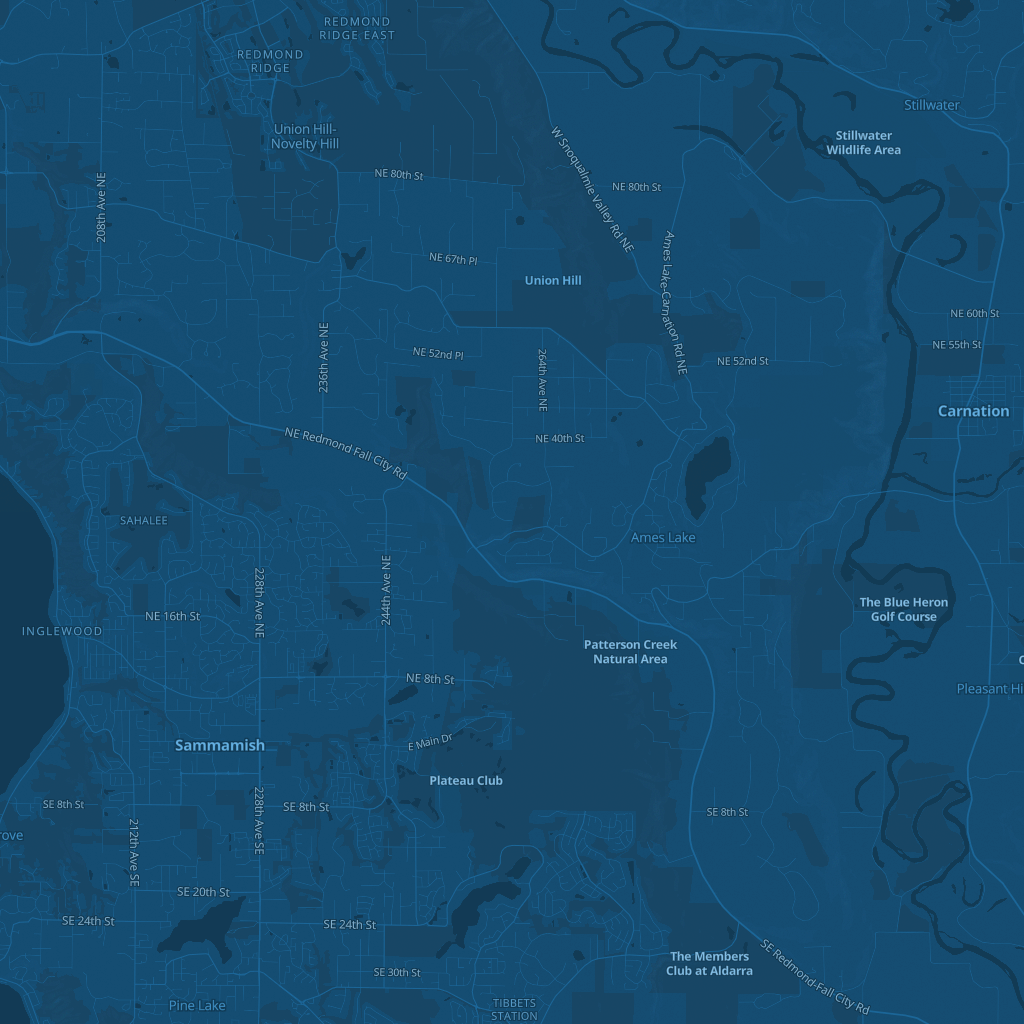 REDMOND
RIDGE EAST
REDMOND
RIDGE
Stillwater
Union Hill-
Novelty Hill
Stillwater
Wildlife Area
W Snoqualmie Valley Rd NE
NE 80th St
NE 80th St
208th Ave NE
NE 67th Pl
Union Hill
Ames Lake-Carnation Rd NE
NE 60th St
NE 55th St
236th Ave NE
NE 52nd Pl
264th Ave NE
NE 52nd St
Carnation
NE Redmond Fall City Rd
NE 40th St
SAHALEE
Ames Lake
228th Ave NE
244th Ave NE
The Blue Heron
Golf Course
NE 16th St
INGLEWOOD
Patterson Creek
Natural Area
C
NE 8th St
Pleasant Hi
Sammamish
E Main Dr
Plateau Club
SE 8th St
228th Ave SE
SE 8th St
SE 8th St
rove
212th Ave SE
SE 20th St
SE 24th St
SE 24th St
The Members
Club at Aldarra
SE Redmond-Fall City Rd
SE 30th St
Pine Lake
TIBBETS
STATION